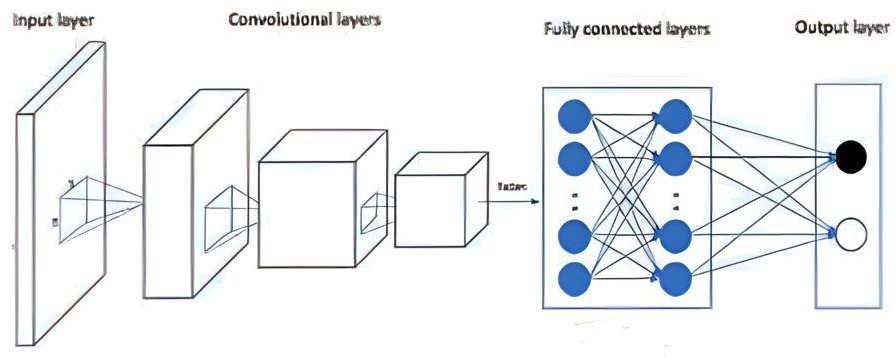 Input layer
Convolutional layers
Fully connected layers
Output layer